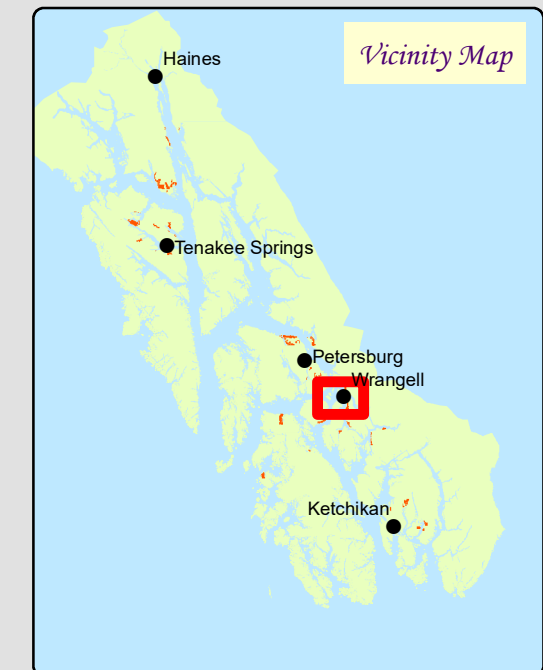 Vicinity Map
Haines
Tenakee Springs
Petersburg
Wrangell
Ketchikan